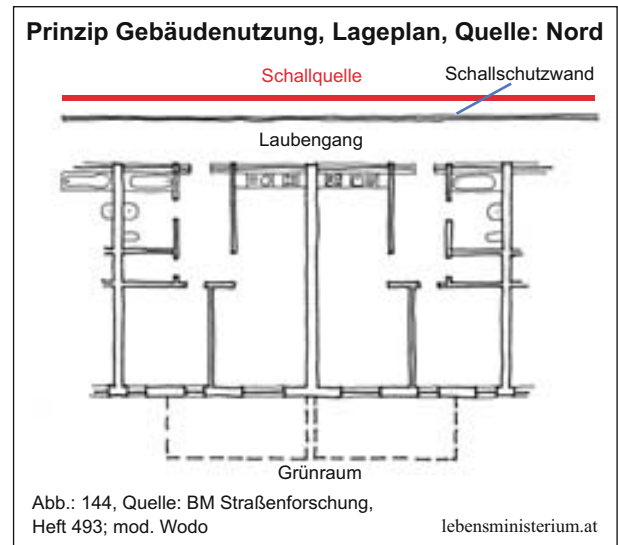 Prinzip Gebäudenutzung, Lageplan, Quelle: Nord
Schallquelle
Schallschutzwand
Laubengang
Grünraum
Abb.: 144, Quelle: BM Straßenforschung,
Heft 493; mod. Wodo
lebensministerium.at